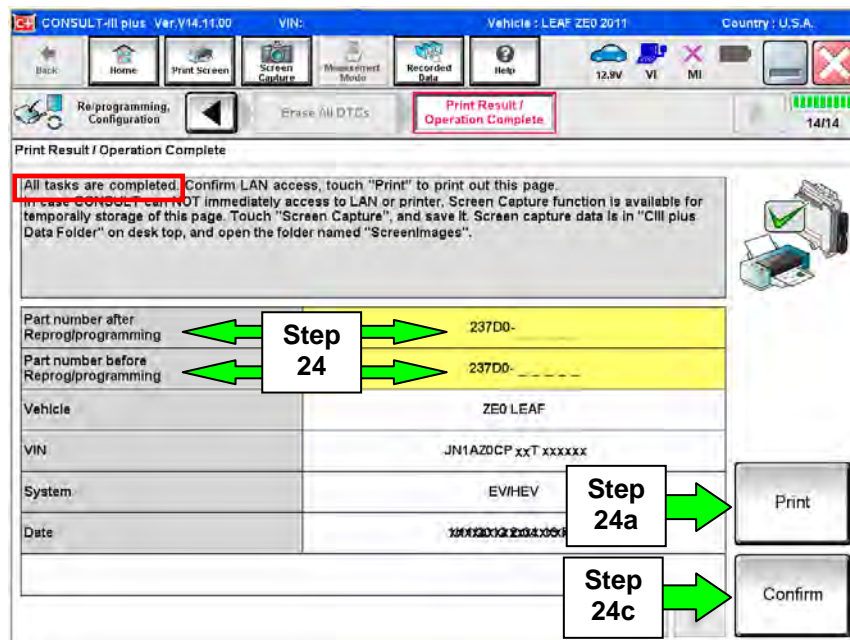 CONSULT-III plus Ver.V14.11.00 VIN: Vehicle : LEAF ZE0 2011 Country : U.S.A.
Back
Home
Print Screen
Screen Capture
Measurement Mode
Recorded Data
Help
12.9V
VI
MI
Re/programming, Configuration
Erase All DTCs
Print Result / Operation Complete
14/14
Print Result / Operation Complete
All tasks are completed. Confirm LAN access, touch "Print" to print out this page.
In case CONSULT can NOT immediately access to LAN or printer, Screen Capture function is available for
temporally storage of this page. Touch "Screen Capture", and save it. Screen capture data is in "CIII plus
Data Folder" on desk top, and open the folder named "ScreenImages".
Part number after
Reprog/programming
237D0-
Part number before
Reprog/programming
237D0- _ _ _ _ _
Step
24
Vehicle
ZE0 LEAF
VIN
JN1AZ0CP xxT xxxxxx
System
EV/HEV
Date
Step
24a
Print
Step
24c
Confirm